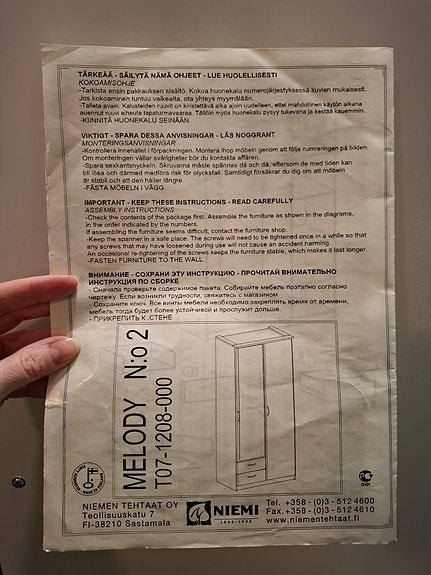 TÄRKEÄÄ - SÄILYTÄ NÄMÄ OHJEET - LUE HUOLELLISESTI
KOKOAMISOHJE
-Tarkista ensin pakkauksen sisältö. Kokoa huonekalu numerojärjestyksessä kuvien mukaisesti.
Jos kokoaminen tuntuu vaikealta, ota yhteys myymälään.
-Talleta avain. Kalusteiden ruuvit on kiristettävä aika ajoin uudelleen, ettei mahdollinen käytön aikana
auennut ruuvi aiheuta tapaturmavaaraa. Tällöin myös huonekalu pysyy tukevana ja kestää kauemmin.
-KIINNITÄ HUONEKALU SEINÄÄN.
VIKTIGT - SPARA DESSA ANVISNINGAR - LÄS NOGGRANT
MONTERINGSANVISNINGAR
-Kontrollera innehållet i förpackningen. Montera ihop möbeln genom att följa numreringen på bilden.
Om monteringen vållar svårigheter bör du kontakta affären.
-Spara sexkantsnyckeln. Skruvarna måste spännas då och då, eftersom de med tiden kan
bli lösa och därmed medföra risk för olycksfall. Samtidigt försäkrar du dig om att möbeln
är stabil och att den håller längre.
-FÄSTA MÖBELN I VÄGG.
IMPORTANT - KEEP THESE INSTRUCTIONS - READ CAREFULLY
ASSEMBLY INSTRUCTIONS
-Check the contents of the package first. Assemble the furniture as shown in the diagrams,
in the order indicated by the numbers.
If assembling the furniture seems difficult, contact the furniture shop.
-Keep the spanner in a safe place. The screws will need to be tightened once in a while so that
any screws that may have loosened during use will not cause an accident harming.
An occasional re-tightening of the screws keeps the furniture stable, which makes it last longer.
-FASTEN FURNITURE TO THE WALL.
ВНИМАНИЕ - СОХРАНИ ЭТУ ИНСТРУКЦИЮ - ПРОЧИТАЙ ВНИМАТЕЛЬНО
ИНСТРУКЦИЯ ПО СБОРКЕ
- Сначала проверьте содержимое пакета. Собирайте мебель поэтапно согласно
чертежу. Если возникли трудности, свяжитесь с магазином
- Сохраните ключ. Все винты мебели необходимо закреплять время от времени,
мебель тогда будет более устойчивой и прослужит дольше.
- ПРИКРЕПИТЬ К .СТЕНЕ
MELODY N:o 2
T07-1208-000
NIEMEN TEHTAAT OY
Teollisuuskatu 7
FI-38210 Sastamala
NIEMI
Tel. +358 -(0)3 -512 4600
Fax.+358 -(0)3 -512 4610
www.niementehtaat.fi